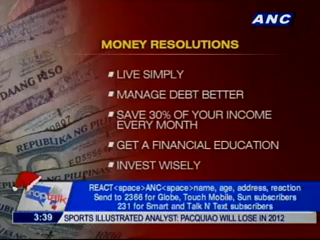 ANC
MONEY RESOLUTIONS
LIVE SIMPLY
MANAGE DEBT BETTER
SAVE 30% OF YOUR INCOME
EVERY MONTH
GET A FINANCIAL EDUCATION
INVEST WISELY
REACT<space>ANC<space>name, age, address, reaction
Send to 2366 for Globe, Touch Mobile, Sun subscribers
231 for Smart and Talk N Text subscribers
3:39
SPORTS ILLUSTRATED ANALYST: PACQUIAO WILL LOSE IN 2012